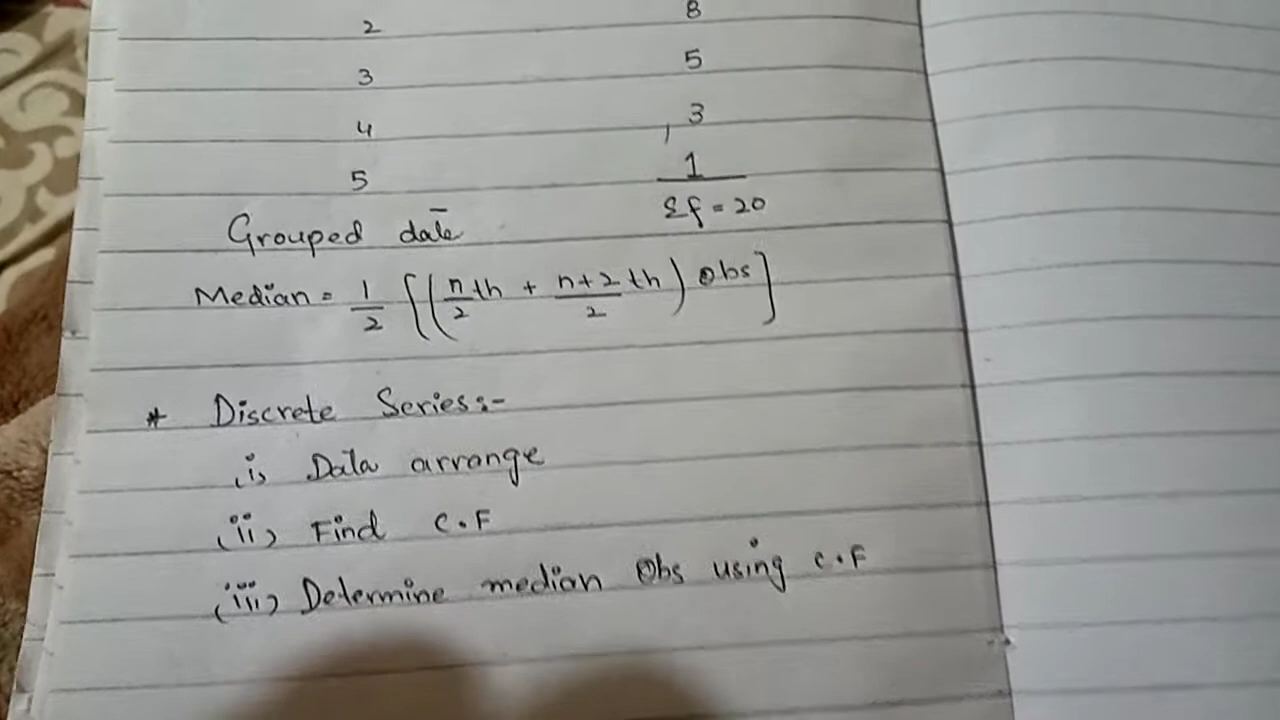 2 8
3 5
4 , 3
5 1
Σf = 20
Grouped data
Median = 1/2 [(n/2 th + n+2/2 th) Obs]
* Discrete Series:-
(i) Data arrange
(ii) Find C.F
(iii) Determine median Obs using C.F